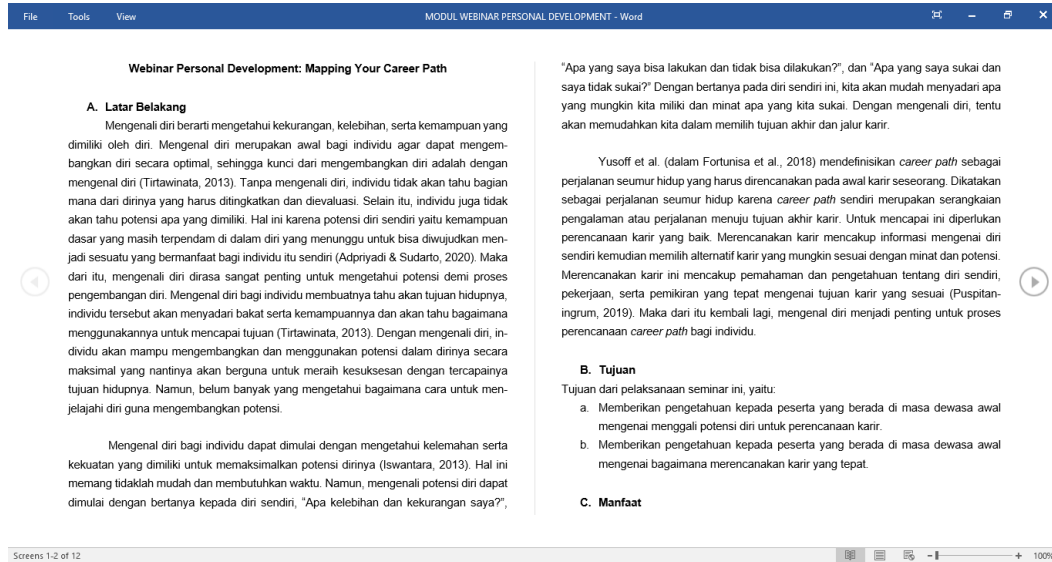 File Tools View MODUL WEBINAR PERSONAL DEVELOPMENT - Word
Webinar Personal Development: Mapping Your Career Path
A. Latar Belakang
Mengenali diri berarti mengetahui kekurangan, kelebihan, serta kemampuan yang
dimiliki oleh diri. Mengenal diri merupakan awal bagi individu agar dapat mengem-
bangkan diri secara optimal, sehingga kunci dari mengembangkan diri adalah dengan
mengenal diri (Tirtawinata, 2013). Tanpa mengenali diri, individu tidak akan tahu bagian
mana dari dirinya yang harus ditingkatkan dan dievaluasi. Selain itu, individu juga tidak
akan tahu potensi apa yang dimiliki. Hal ini karena potensi diri sendiri yaitu kemampuan
dasar yang masih terpendam di dalam diri yang menunggu untuk bisa diwujudkan men-
jadi sesuatu yang bermanfaat bagi individu itu sendiri (Adpriyadi & Sudarto, 2020). Maka
dari itu, mengenali diri dirasa sangat penting untuk mengetahui potensi demi proses
pengembangan diri. Mengenal diri bagi individu membuatnya tahu akan tujuan hidupnya,
individu tersebut akan menyadari bakat serta kemampuannya dan akan tahu bagaimana
menggunakannya untuk mencapai tujuan (Tirtawinata, 2013). Dengan mengenali diri, in-
dividu akan mampu mengembangkan dan menggunakan potensi dalam dirinya secara
maksimal yang nantinya akan berguna untuk meraih kesuksesan dengan tercapainya
tujuan hidupnya. Namun, belum banyak yang mengetahui bagaimana cara untuk men-
jelajahi diri guna mengembangkan potensi.
Mengenal diri bagi individu dapat dimulai dengan mengetahui kelemahan serta
kekuatan yang dimiliki untuk memaksimalkan potensi dirinya (Iswantara, 2013). Hal ini
memang tidaklah mudah dan membutuhkan waktu. Namun, mengenali potensi diri dapat
dimulai dengan bertanya kepada diri sendiri, "Apa kelebihan dan kekurangan saya?",
"Apa yang saya bisa lakukan dan tidak bisa dilakukan?", dan "Apa yang saya sukai dan
saya tidak sukai?" Dengan bertanya pada diri sendiri ini, kita akan mudah menyadari apa
yang mungkin kita miliki dan minat apa yang kita sukai. Dengan mengenali diri, tentu
akan memudahkan kita dalam memilih tujuan akhir dan jalur karir.
Yusoff et al. (dalam Fortunisa et al., 2018) mendefinisikan career path sebagai
perjalanan seumur hidup yang harus direncanakan pada awal karir seseorang. Dikatakan
sebagai perjalanan seumur hidup karena career path sendiri merupakan serangkaian
pengalaman atau perjalanan menuju tujuan akhir karir. Untuk mencapai ini diperlukan
perencanaan karir yang baik. Merencanakan karir mencakup informasi mengenai diri
sendiri kemudian memilih alternatif karir yang mungkin sesuai dengan minat dan potensi.
Merencanakan karir ini mencakup pemahaman dan pengetahuan tentang diri sendiri,
pekerjaan, serta pemikiran yang tepat mengenai tujuan karir yang sesuai (Puspitan-
ingrum, 2019). Maka dari itu kembali lagi, mengenal diri menjadi penting untuk proses
perencanaan career path bagi individu.
B. Tujuan
Tujuan dari pelaksanaan seminar ini, yaitu:
a. Memberikan pengetahuan kepada peserta yang berada di masa dewasa awal
mengenai menggali potensi diri untuk perencanaan karir.
b. Memberikan pengetahuan kepada peserta yang berada di masa dewasa awal
mengenai bagaimana merencanakan karir yang tepat.
C. Manfaat
Screens 1-2 of 12 100%